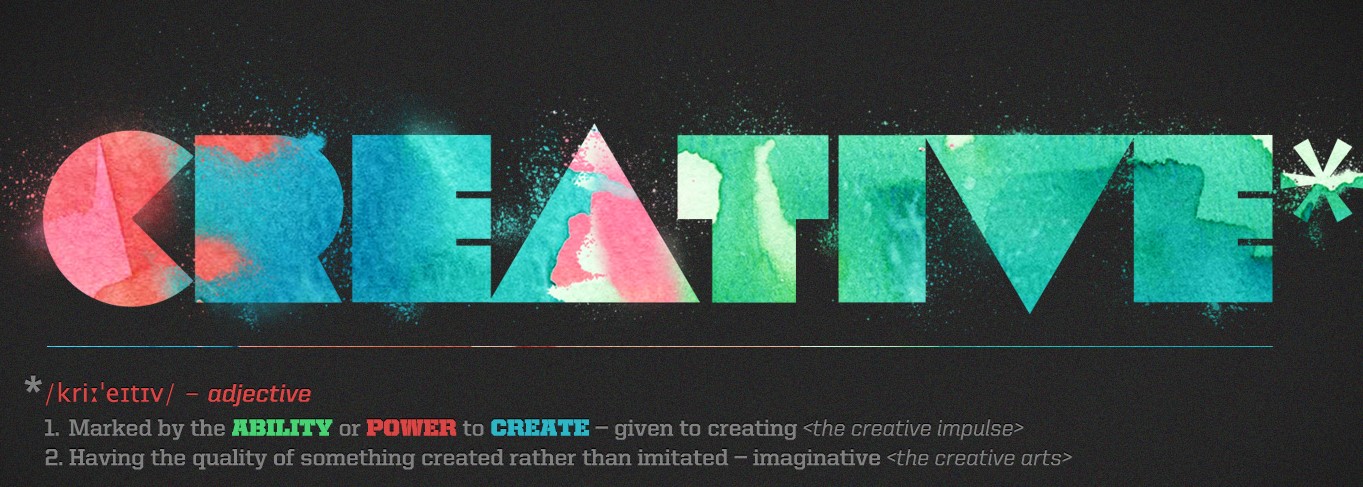 CREATIVE*
*/kriːˈeɪtɪv/ – adjective
1. Marked by the ABILITY or POWER to CREATE – given to creating <the creative impulse>
2. Having the quality of something created rather than imitated – imaginative <the creative arts>